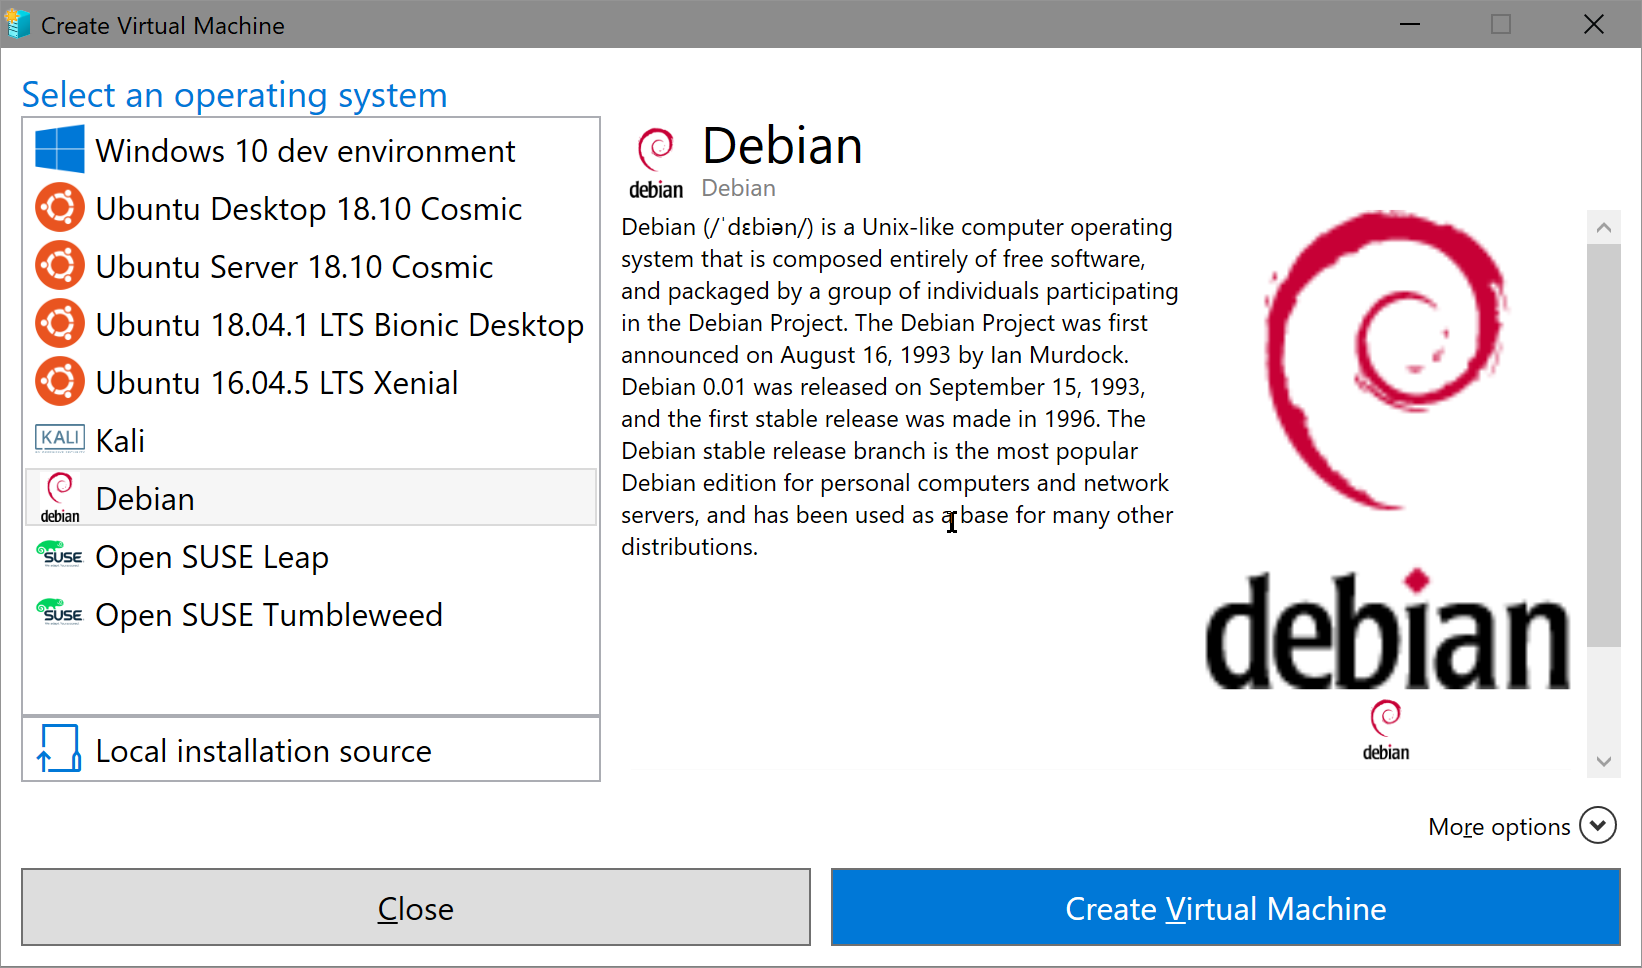 Create Virtual Machine
Select an operating system
Windows 10 dev environment
Ubuntu Desktop 18.10 Cosmic
Ubuntu Server 18.10 Cosmic
Ubuntu 18.04.1 LTS Bionic Desktop
Ubuntu 16.04.5 LTS Xenial
KALI
Kali
debian
Debian
SUSE
Open SUSE Leap
SUSE
Open SUSE Tumbleweed
Local installation source
debian
Debian
Debian
Debian (/ˈdɛbiən/) is a Unix-like computer operating
system that is composed entirely of free software,
and packaged by a group of individuals participating
in the Debian Project. The Debian Project was first
announced on August 16, 1993 by Ian Murdock.
Debian 0.01 was released on September 15, 1993,
and the first stable release was made in 1996. The
Debian stable release branch is the most popular
Debian edition for personal computers and network
servers, and has been used as a base for many other
distributions.
debian
debian
More options
Close
Create Virtual Machine